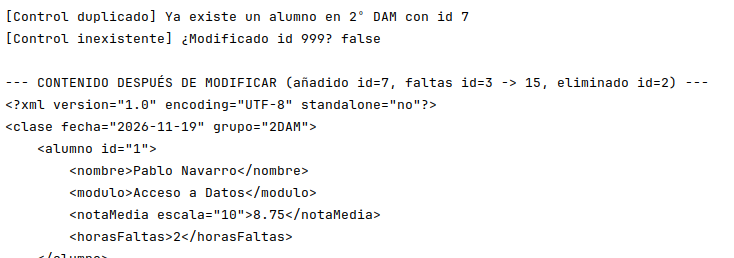 [Control duplicado] Ya existe un alumno en 2° DAM con id 7
[Control inexistente] ¿Modificado id 999? false
--- CONTENIDO DESPUÉS DE MODIFICAR (añadido id=7, faltas id=3 -> 15, eliminado id=2) ---
<?xml version="1.0" encoding="UTF-8" standalone="no"?>
<clase fecha="2026-11-19" grupo="2DAM">
    <alumno id="1">
        <nombre>Pablo Navarro</nombre>
        <modulo>Acceso a Datos</modulo>
        <notaMedia escala="10">8.75</notaMedia>
        <horasFaltas>2</horasFaltas>
    </alumno>